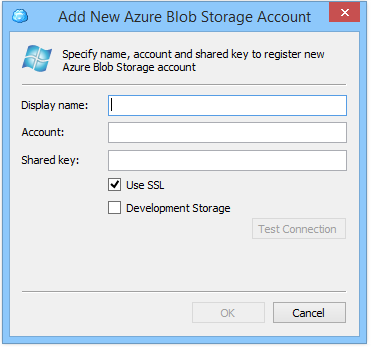 Add New Azure Blob Storage Account
Specify name, account and shared key to register new
Azure Blob Storage account
Display name:
Account:
Shared key:
Use SSL
Development Storage
Test Connection
OK
Cancel